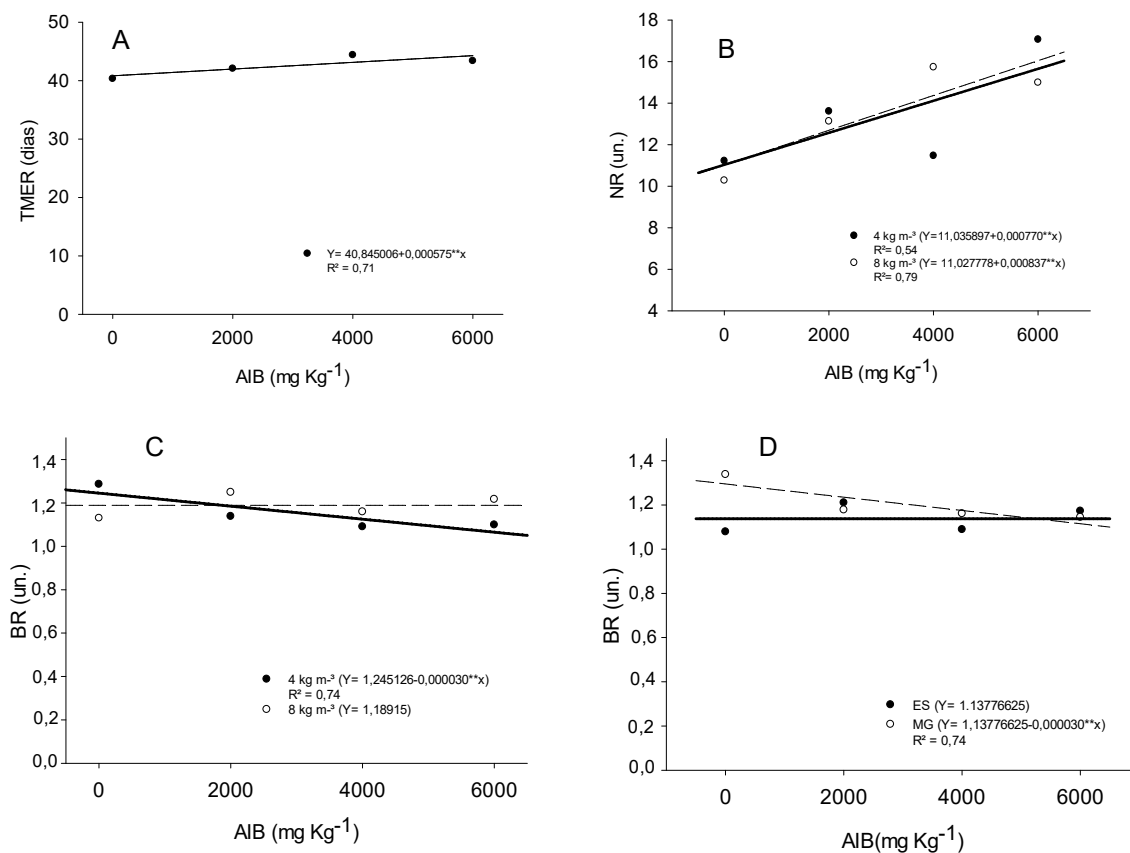 A
50
40
30
20
10
0
TMER (dias)
Y= 40,845006+0,000575**x
R² = 0,71
0 2000 4000 6000
AIB (mg Kg⁻¹)
B
18
16
14
12
10
8
6
4
NR (un.)
4 kg m-³ (Y=11,035897+0,000770**x)
R²= 0,54
8 kg m-³ (Y= 11,027778+0,000837**x)
R²= 0,79
0 2000 4000 6000
AIB (mg Kg⁻¹)
C
1,4
1,2
1,0
0,8
0,6
0,4
0,2
0,0
BR (un.)
4 kg m-³ (Y= 1,245126-0,000030**x)
R² = 0,74
8 kg m-³ (Y= 1,18915)
0 2000 4000 6000
AIB (mg Kg⁻¹)
D
1,4
1,2
1,0
0,8
0,6
0,4
0,2
0,0
BR (un.)
ES (Y= 1.13776625)
MG (Y= 1,13776625-0,000030**x)
R² = 0,74
0 2000 4000 6000
AIB(mg Kg⁻¹)